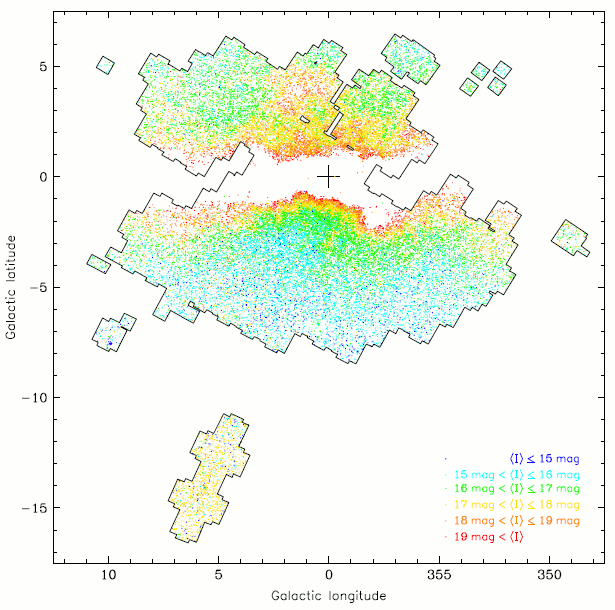 5
0
−5
−10
−15
Galactic latitude
⟨I⟩ ≤ 15 mag
15 mag < ⟨I⟩ ≤ 16 mag
16 mag < ⟨I⟩ ≤ 17 mag
17 mag < ⟨I⟩ ≤ 18 mag
18 mag < ⟨I⟩ ≤ 19 mag
19 mag < ⟨I⟩
10 5 0 355 350
Galactic longitude